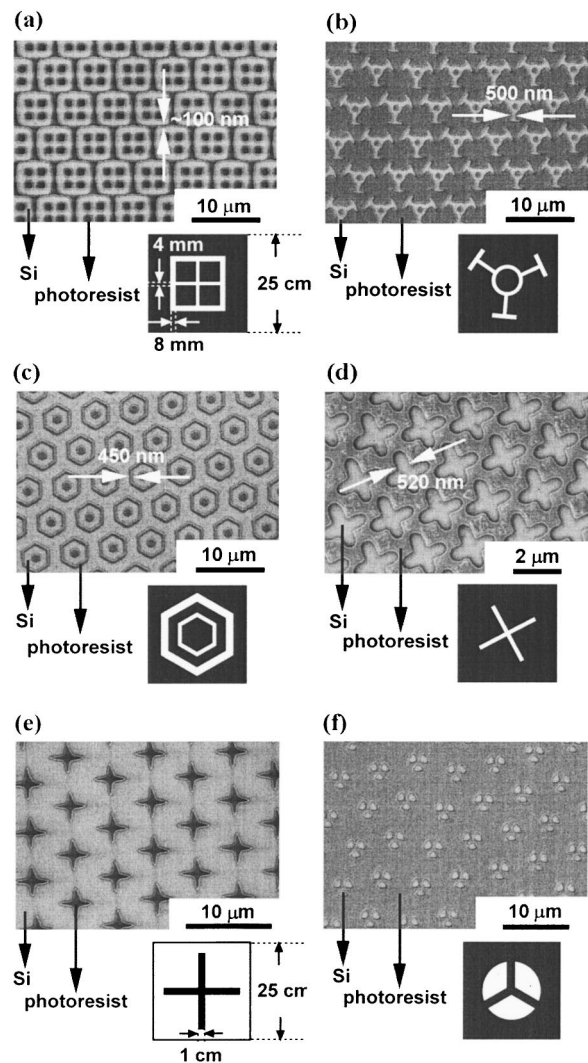 (a)
~100 nm
10 µm
Si
photoresist
4 mm
8 mm
25 cm
(b)
500 nm
10 µm
Si
photoresist
(c)
450 nm
10 µm
Si
photoresist
(d)
520 nm
2 µm
Si
photoresist
(e)
10 µm
Si
photoresist
25 cm
1 cm
(f)
10 µm
Si
photoresist